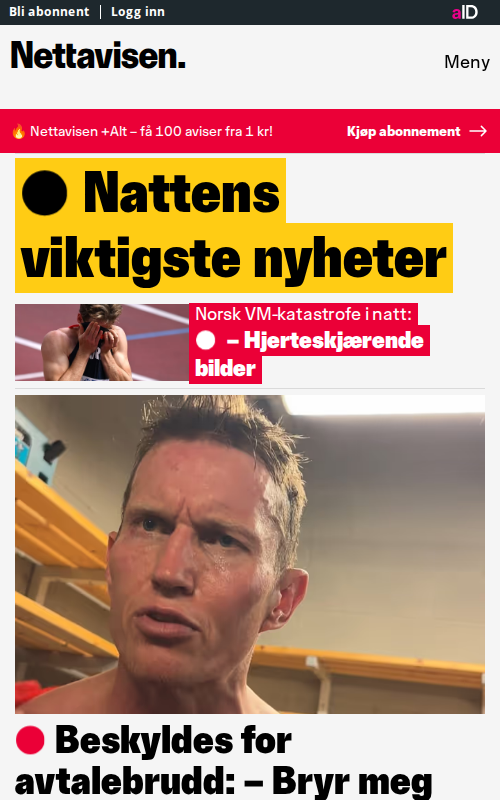 Bli abonnent | Logg inn
aID
Nettavisen.
Meny
🔥 Nettavisen +Alt – få 100 aviser fra 1 kr!
Kjøp abonnement →
Nattens
viktigste nyheter
Norsk VM-katastrofe i natt:
– Hjerteskjærende
bilder
Beskyldes for
avtalebrudd: – Bryr meg